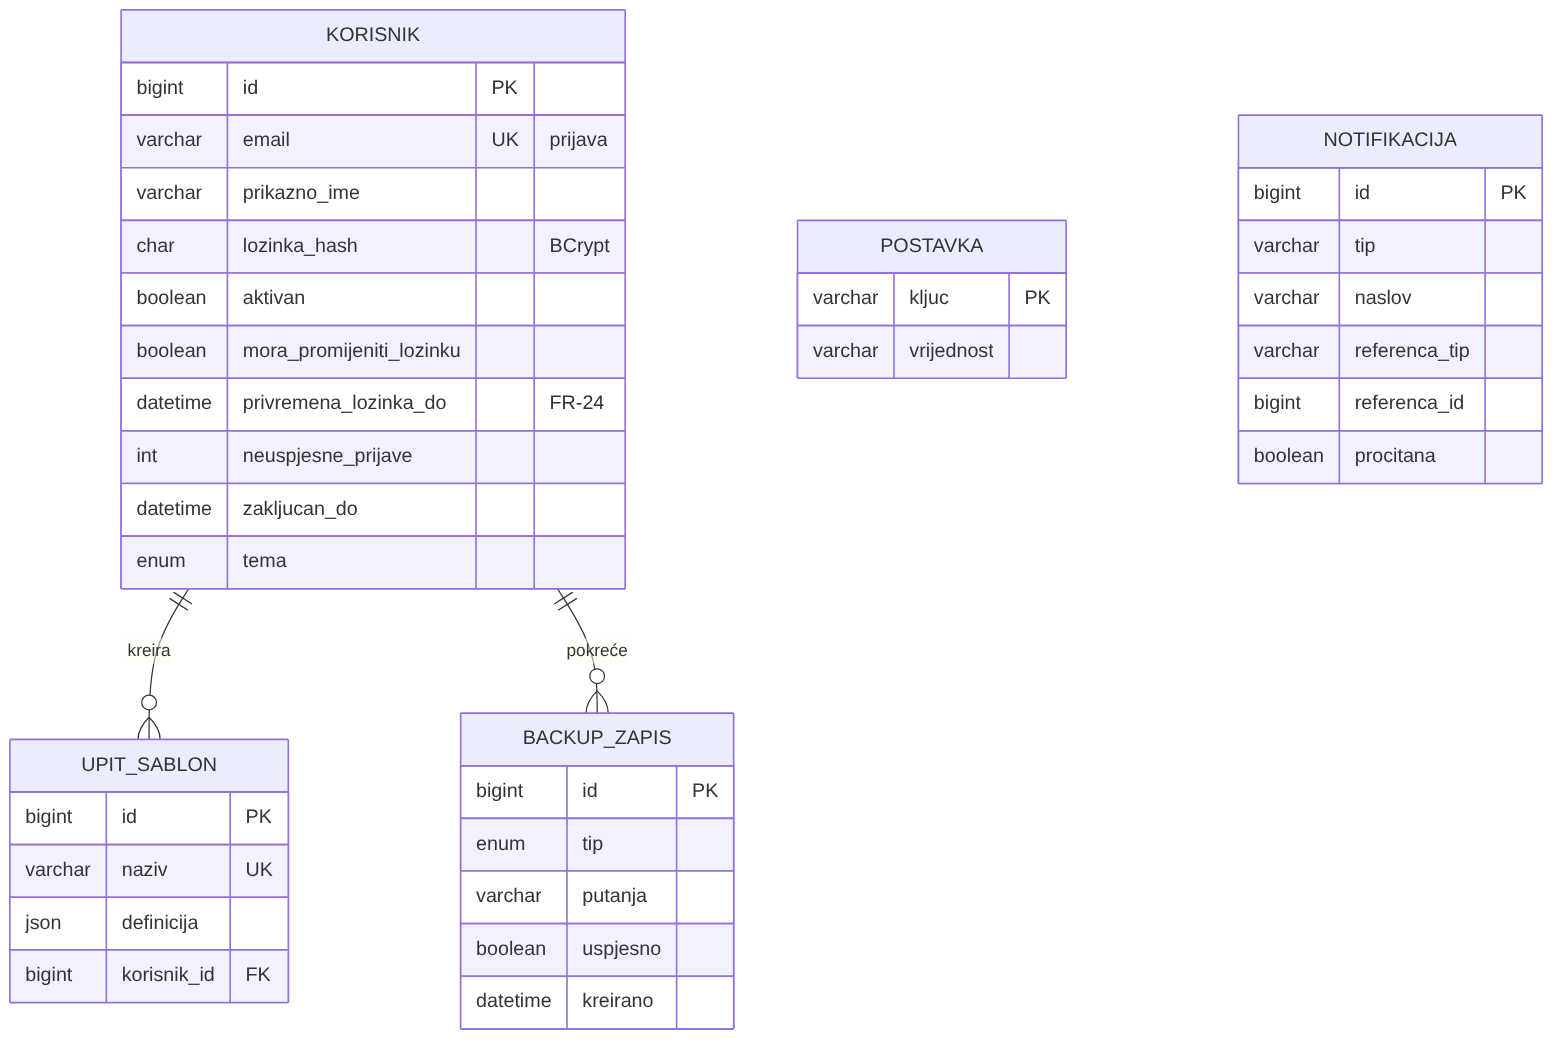 KORISNIK
bigint id PK
varchar email UK prijava
varchar prikazno_ime
char lozinka_hash BCrypt
boolean aktivan
boolean mora_promijeniti_lozinku
datetime privremena_lozinka_do FR-24
int neuspjesne_prijave
datetime zakljucan_do
enum tema
POSTAVKA
varchar kljuc PK
varchar vrijednost
NOTIFIKACIJA
bigint id PK
varchar tip
varchar naslov
varchar referenca_tip
bigint referenca_id
boolean procitana
kreira
pokreće
UPIT_SABLON
bigint id PK
varchar naziv UK
json definicija
bigint korisnik_id FK
BACKUP_ZAPIS
bigint id PK
enum tip
varchar putanja
boolean uspjesno
datetime kreirano